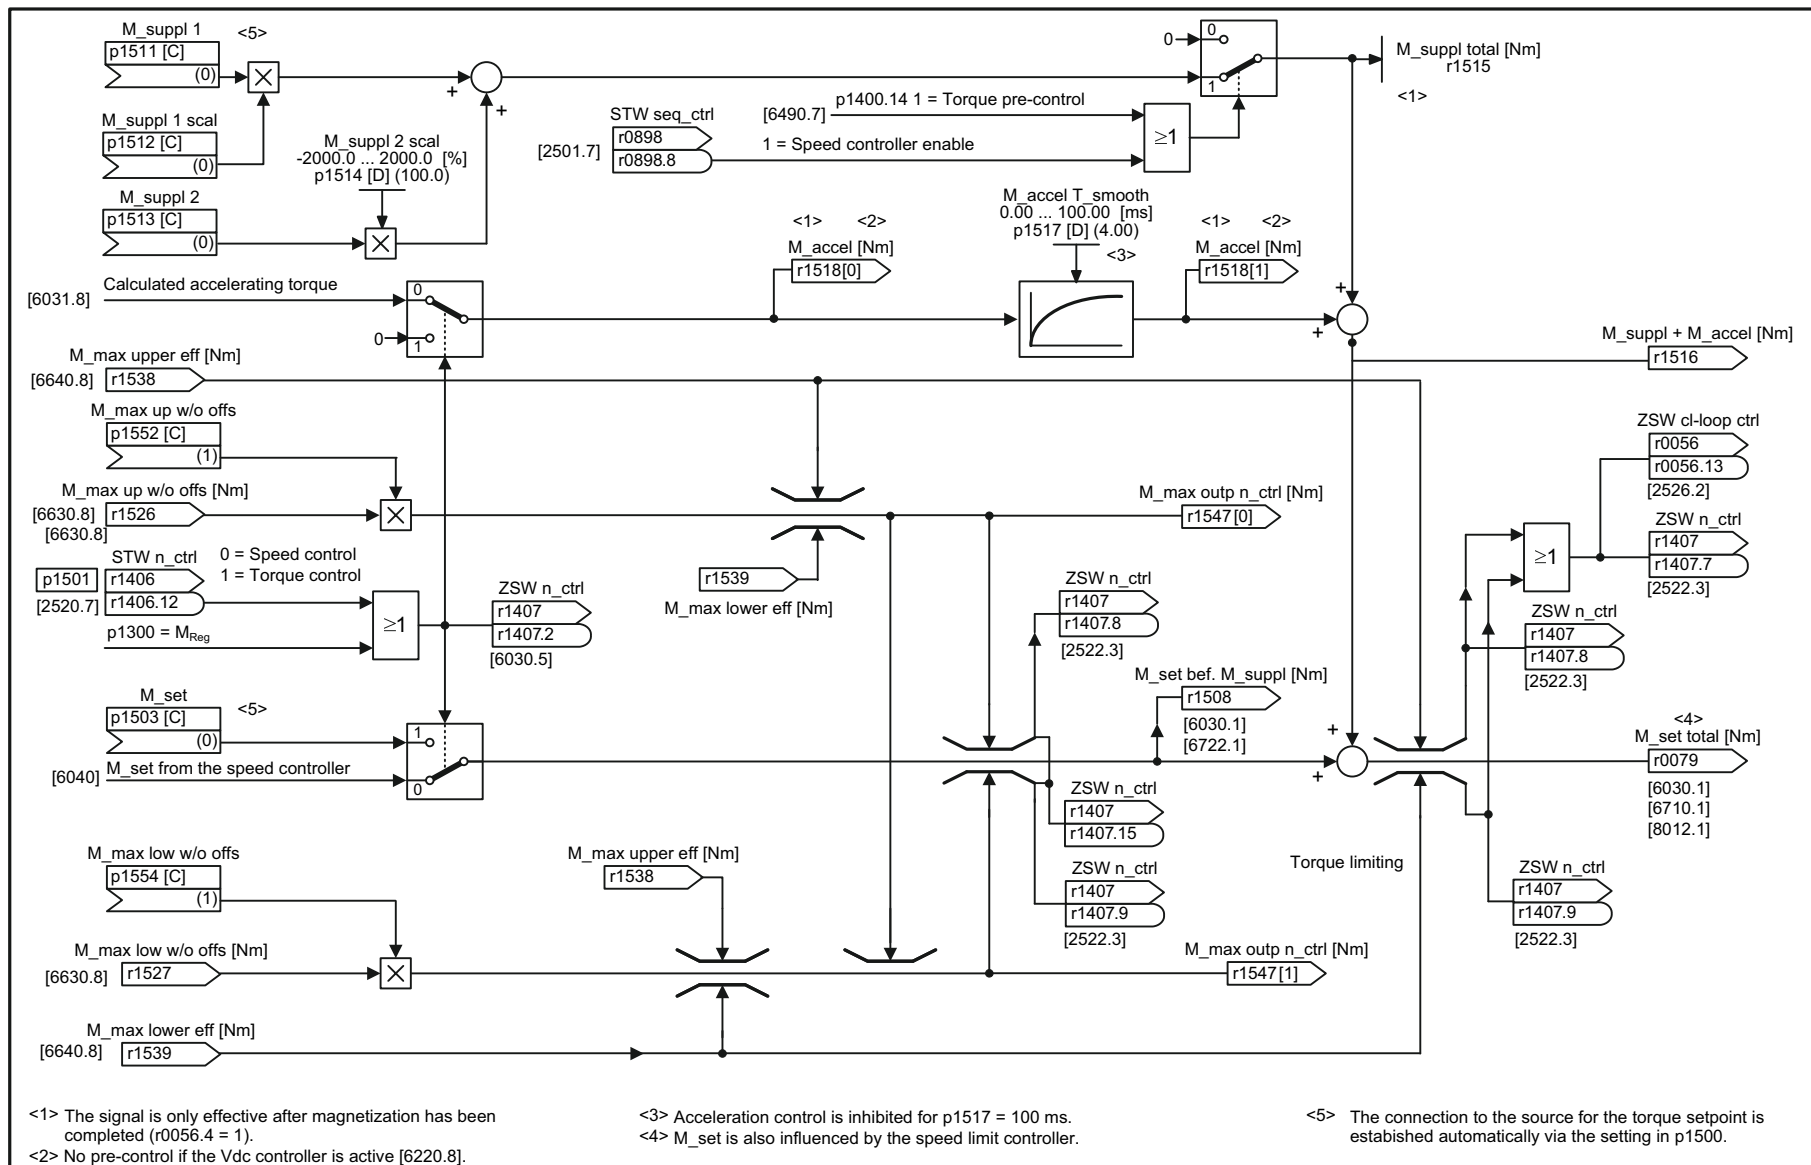 M_suppl 1
<5>
p1511 [C]
(0)
M_suppl 1 scal
p1512 [C]
(0)
M_suppl 2 scal
-2000.0 ... 2000.0 [%]
p1514 [D] (100.0)
M_suppl 2
p1513 [C]
(0)
+
+
STW seq_ctrl
r0898
r0898.8
[2501.7]
[6490.7]
p1400.14 1 = Torque pre-control
1 = Speed controller enable
≥1
0
0
1
M_suppl total [Nm]
r1515
<1>
Calculated accelerating torque
[6031.8]
0
0
1
<1>
<2>
M_accel [Nm]
r1518[0]
M_accel T_smooth
0.00 ... 100.00 [ms]
p1517 [D] (4.00)
<3>
<1>
<2>
M_accel [Nm]
r1518[1]
+
+
M_suppl + M_accel [Nm]
r1516
M_max upper eff [Nm]
[6640.8]
r1538
M_max up w/o offs
p1552 [C]
(1)
M_max up w/o offs [Nm]
[6630.8]
r1526
[6630.8]
M_max outp n_ctrl [Nm]
r1547[0]
r1539
M_max lower eff [Nm]
STW n_ctrl
0 = Speed control
1 = Torque control
p1501
r1406
r1406.12
[2520.7]
p1300 = MReg
≥1
ZSW n_ctrl
r1407
r1407.2
[6030.5]
ZSW n_ctrl
r1407
r1407.8
[2522.3]
ZSW cl-loop ctrl
r0056
r0056.13
[2526.2]
ZSW n_ctrl
r1407
r1407.7
[2522.3]
≥1
ZSW n_ctrl
r1407
r1407.8
[2522.3]
M_set
<5>
p1503 [C]
(0)
[6040]
M_set from the speed controller
1
0
M_set bef. M_suppl [Nm]
r1508
[6030.1]
[6722.1]
+
+
<4>
M_set total [Nm]
r0079
[6030.1]
[6710.1]
[8012.1]
ZSW n_ctrl
r1407
r1407.15
Torque limiting
ZSW n_ctrl
r1407
r1407.9
[2522.3]
ZSW n_ctrl
r1407
r1407.9
[2522.3]
M_max low w/o offs
p1554 [C]
(1)
M_max upper eff [Nm]
r1538
M_max low w/o offs [Nm]
[6630.8]
r1527
M_max outp n_ctrl [Nm]
r1547[1]
M_max lower eff [Nm]
[6640.8]
r1539
<1> The signal is only effective after magnetization has been
completed (r0056.4 = 1).
<2> No pre-control if the Vdc controller is active [6220.8].
<3> Acceleration control is inhibited for p1517 = 100 ms.
<4> M_set is also influenced by the speed limit controller.
<5> The connection to the source for the torque setpoint is
estabished automatically via the setting in p1500.